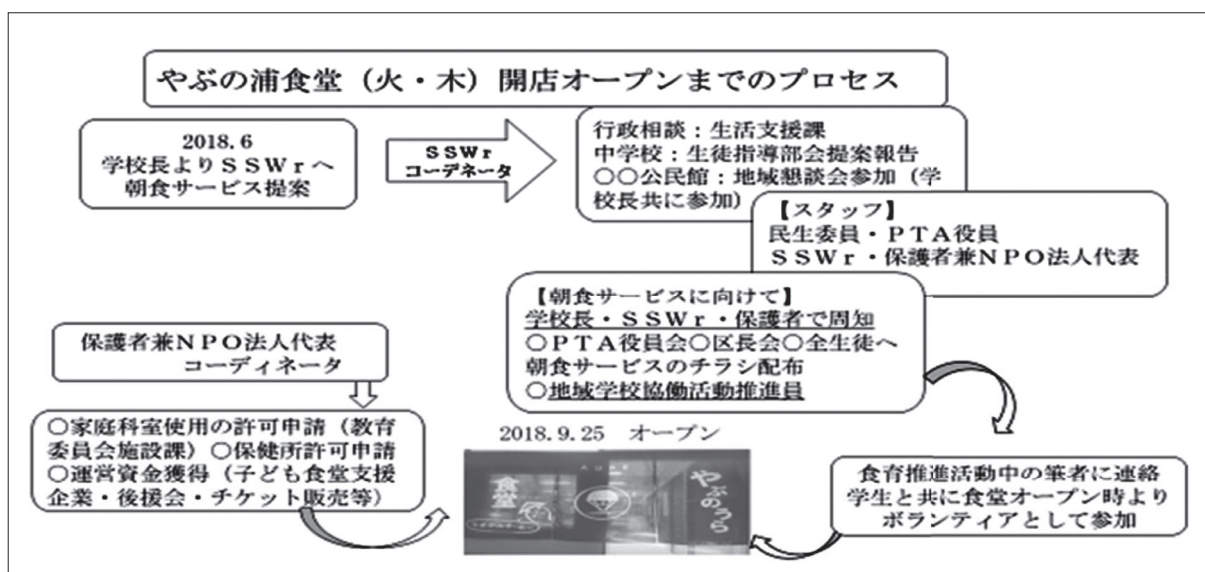 やぶの浦食堂（火・木）開店オープンまでのプロセス
2018.6
学校長よりＳＳＷｒへ
朝食サービス提案
ＳＳＷｒ
コーデネータ
行政相談：生活支援課
中学校：生徒指導部会提案報告
〇〇公民館：地域懇談会参加（学
校長共に参加）
【スタッフ】
民生委員・ＰＴＡ役員
ＳＳＷｒ・保護者兼ＮＰＯ法人代表
【朝食サービスに向けて】
学校長・ＳＳＷｒ・保護者で周知
〇ＰＴＡ役員会〇区長会〇全生徒へ
朝食サービスのチラシ配布
〇地域学校協働活動推進員
保護者兼ＮＰＯ法人代表
コーディネータ
〇家庭科室使用の許可申請（教育
委員会施設課）〇保健所許可申請
〇運営資金獲得（子ども食堂支援
企業・後援会・チケット販売等）
2018.9.25　オープン
食堂
やぶのうら
食育推進活動中の筆者に連絡
学生と共に食堂オープン時より
ボランティアとして参加